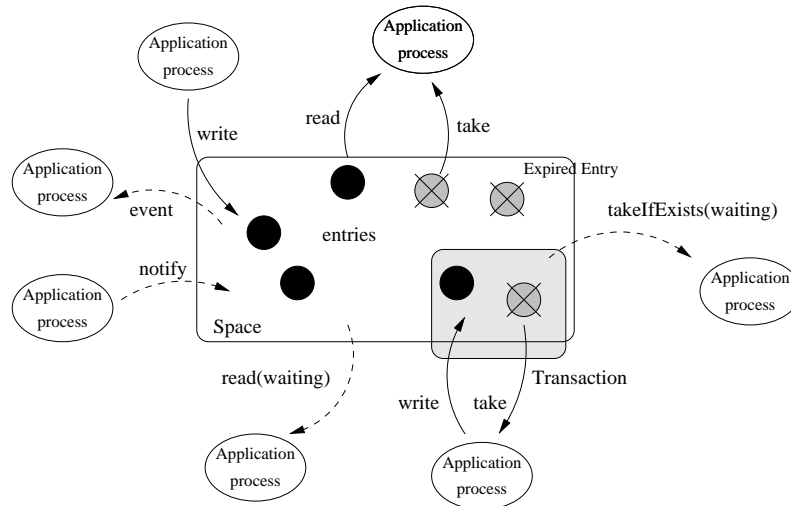 Application
process
Application
process
write
read
take
Expired Entry
Application
process
event
takeIfExists(waiting)
entries
notify
Application
process
Application
process
Space
read(waiting)
Transaction
write
take
Application
process
Application
process